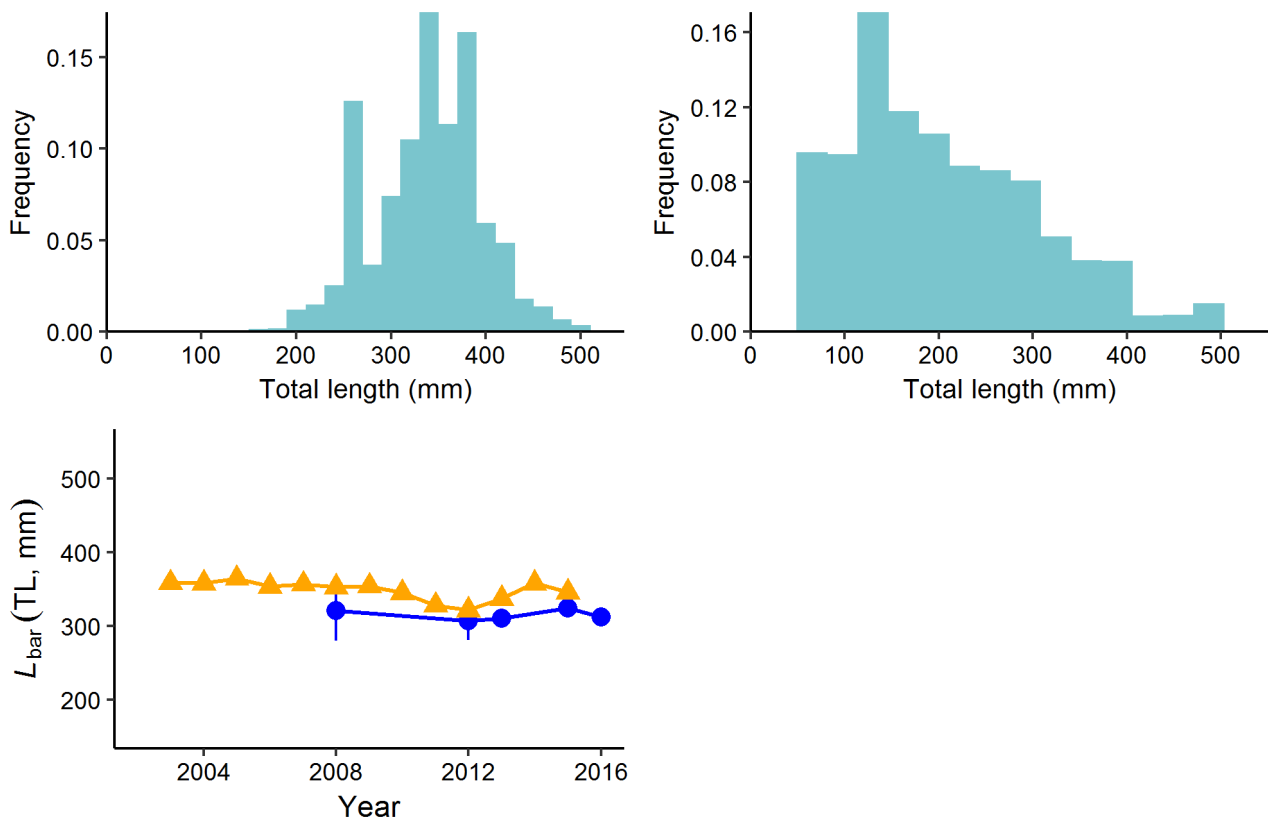 Frequency
0.15
0.10
0.05
0.00
0 100 200 300 400 500
Total length (mm)
Frequency
0.16
0.12
0.08
0.04
0.00
0 100 200 300 400 500
Total length (mm)
Lbar (TL, mm)
500
400
300
200
2004 2008 2012 2016
Year